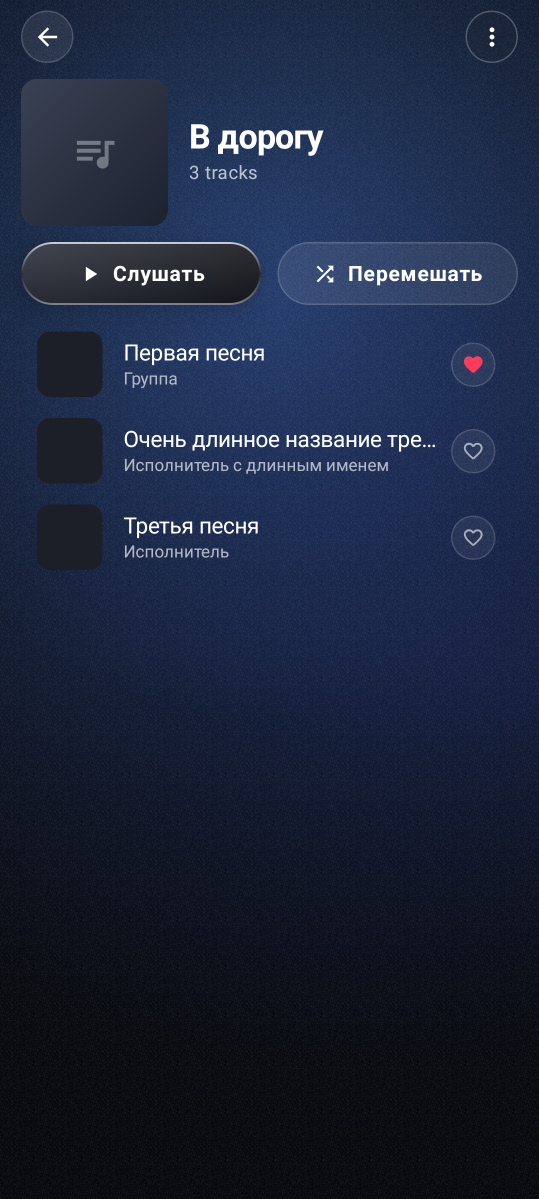 В дорогу
3 tracks
Слушать
Перемешать
Первая песня
Группа
Очень длинное название тре…
Исполнитель с длинным именем
Третья песня
Исполнитель